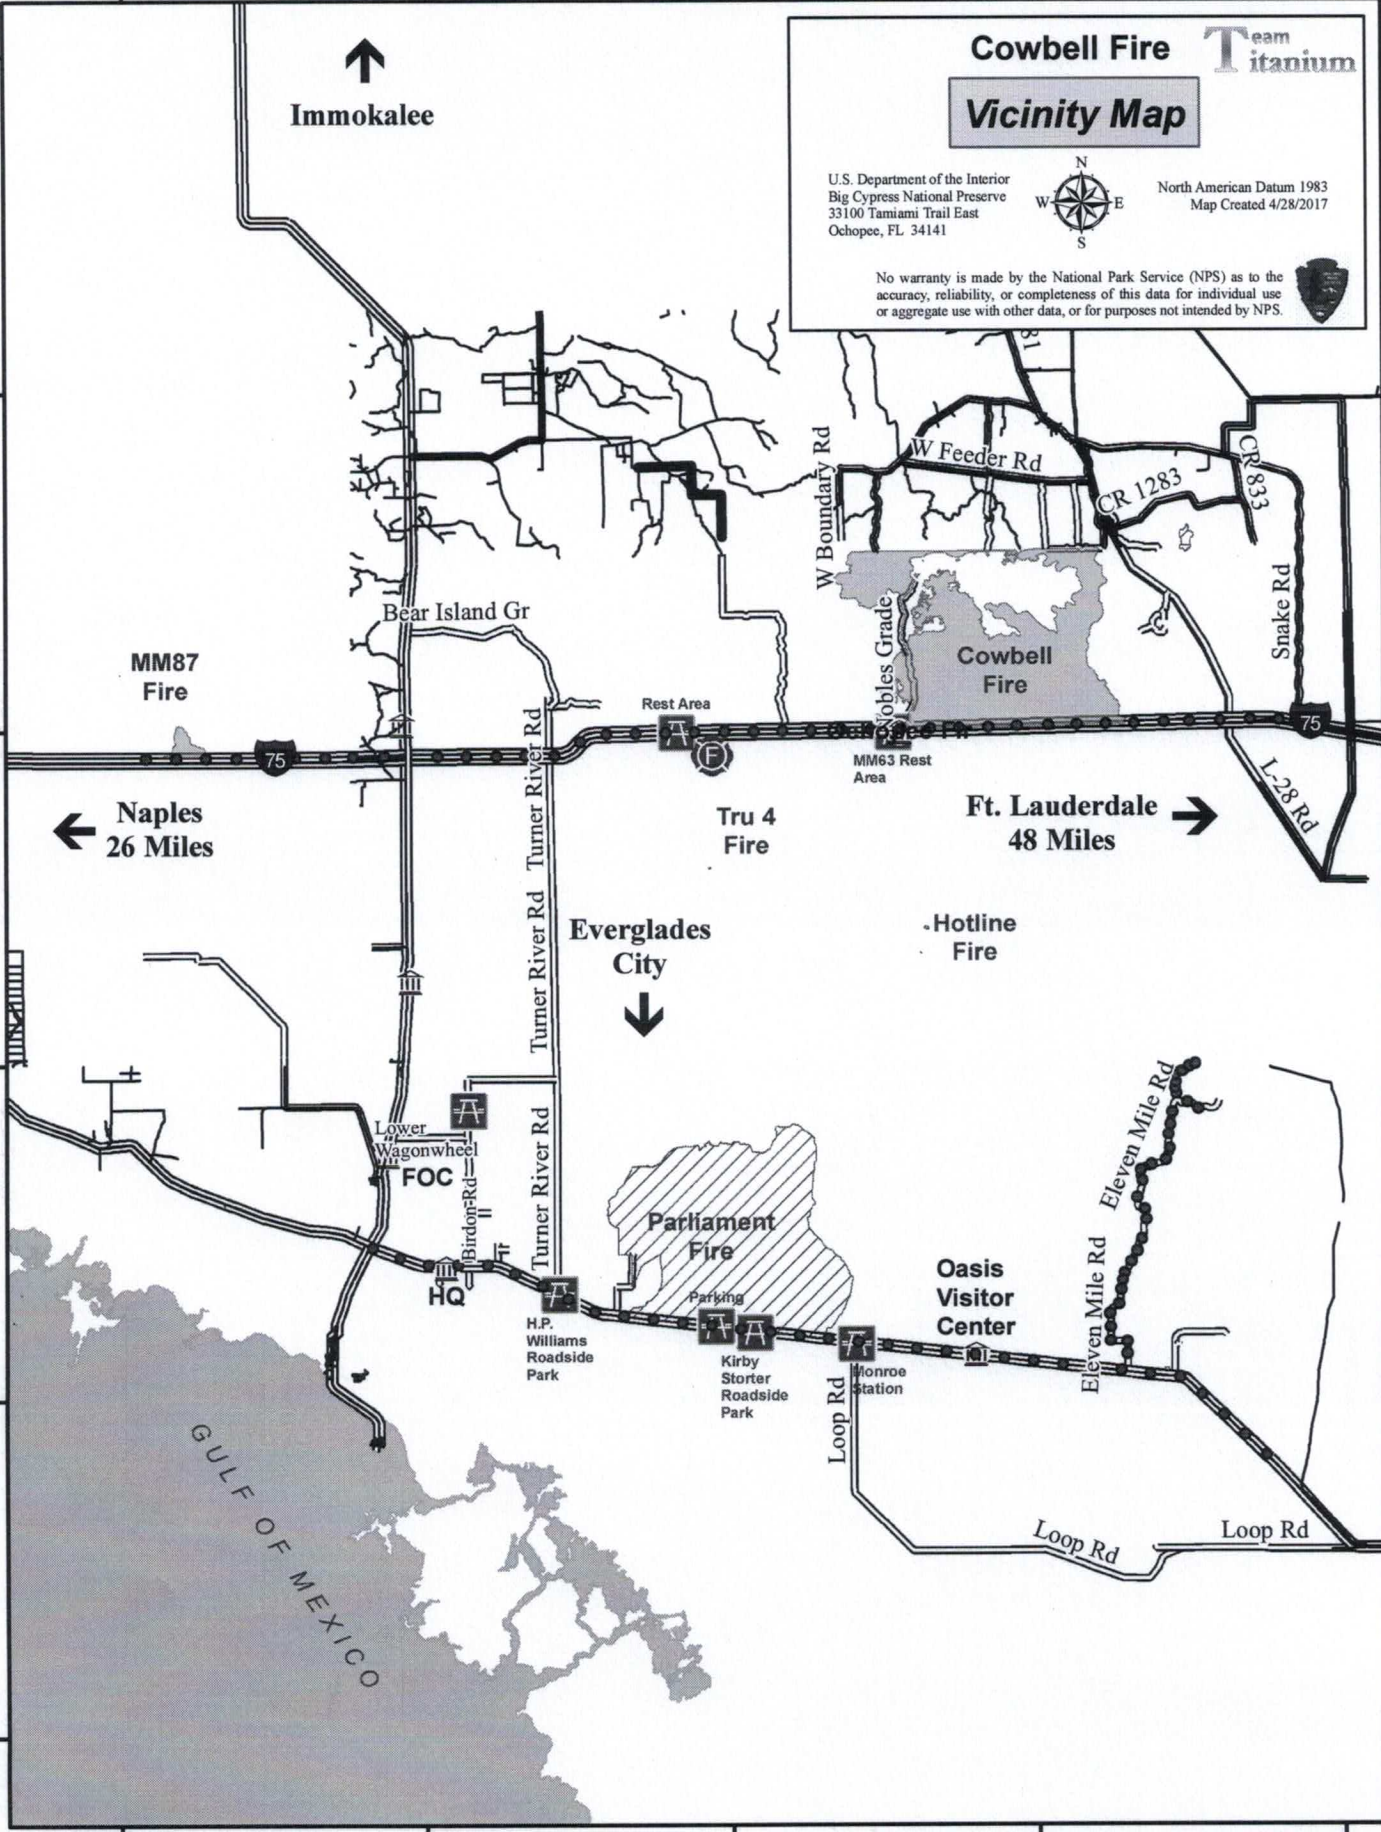 Cowbell Fire
Team
Titanium
Vicinity Map
U.S. Department of the Interior
Big Cypress National Preserve
33100 Tamiami Trail East
Ochopee, FL 34141
N
W
E
S
North American Datum 1983
Map Created 4/28/2017
No warranty is made by the National Park Service (NPS) as to the
accuracy, reliability, or completeness of this data for individual use
or aggregate use with other data, or for purposes not intended by NPS.
Immokalee
W Boundary Rd
W Feeder Rd
CR 1283
CR 833
Snake Rd
Bear Island Gr
Nobles Grade
Cowbell
Fire
MM87
Fire
Rest Area
75
75
F
MM63 Rest
Area
Naples
26 Miles
Turner River Rd
Tru 4
Fire
Ft. Lauderdale
48 Miles
L-28 Rd
Turner River Rd
Everglades
City
Hotline
Fire
Eleven Mile Rd
Lower
Wagonwheel
FOC
Birdon Rd
Turner River Rd
Parliament
Fire
Eleven Mile Rd
HQ
Parking
Oasis
Visitor
Center
H.P.
Williams
Roadside
Park
Kirby
Storter
Roadside
Park
Monroe
Station
Loop Rd
Loop Rd
Loop Rd
GULF OF MEXICO